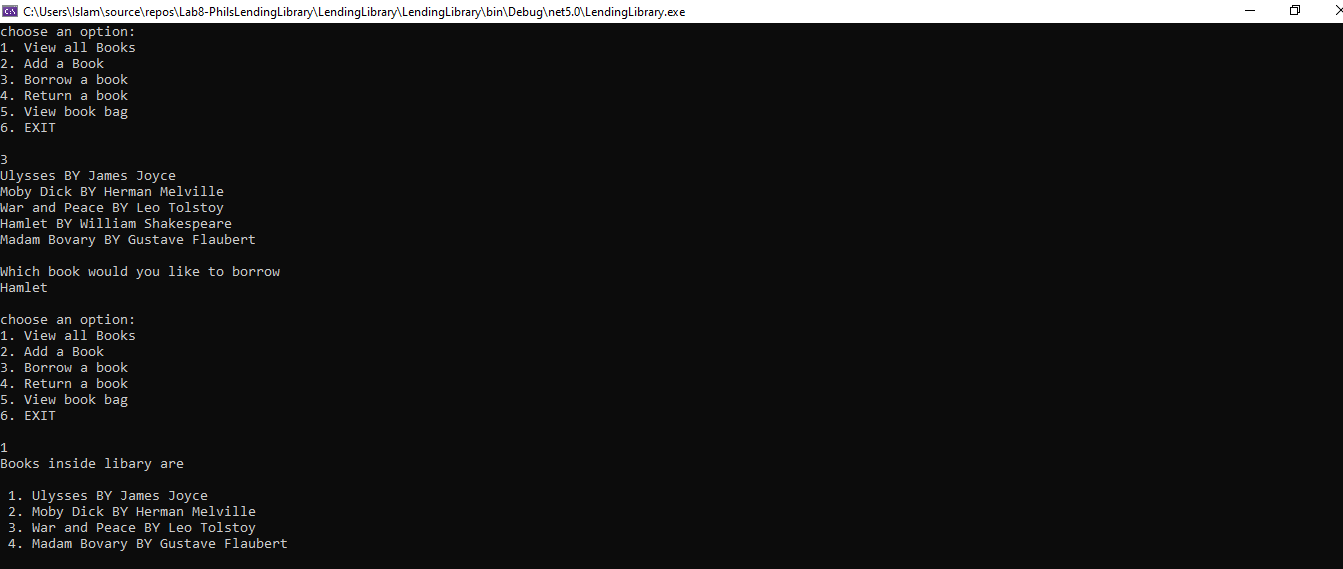 C:\Users\Islam\source\repos\Lab8-PhilsLendingLibrary\LendingLibrary\LendingLibrary\bin\Debug\net5.0\LendingLibrary.exe
choose an option:
1. View all Books
2. Add a Book
3. Borrow a book
4. Return a book
5. View book bag
6. EXIT
3
Ulysses BY James Joyce
Moby Dick BY Herman Melville
War and Peace BY Leo Tolstoy
Hamlet BY William Shakespeare
Madam Bovary BY Gustave Flaubert
Which book would you like to borrow
Hamlet
choose an option:
1. View all Books
2. Add a Book
3. Borrow a book
4. Return a book
5. View book bag
6. EXIT
1
Books inside libary are
1. Ulysses BY James Joyce
2. Moby Dick BY Herman Melville
3. War and Peace BY Leo Tolstoy
4. Madam Bovary BY Gustave Flaubert